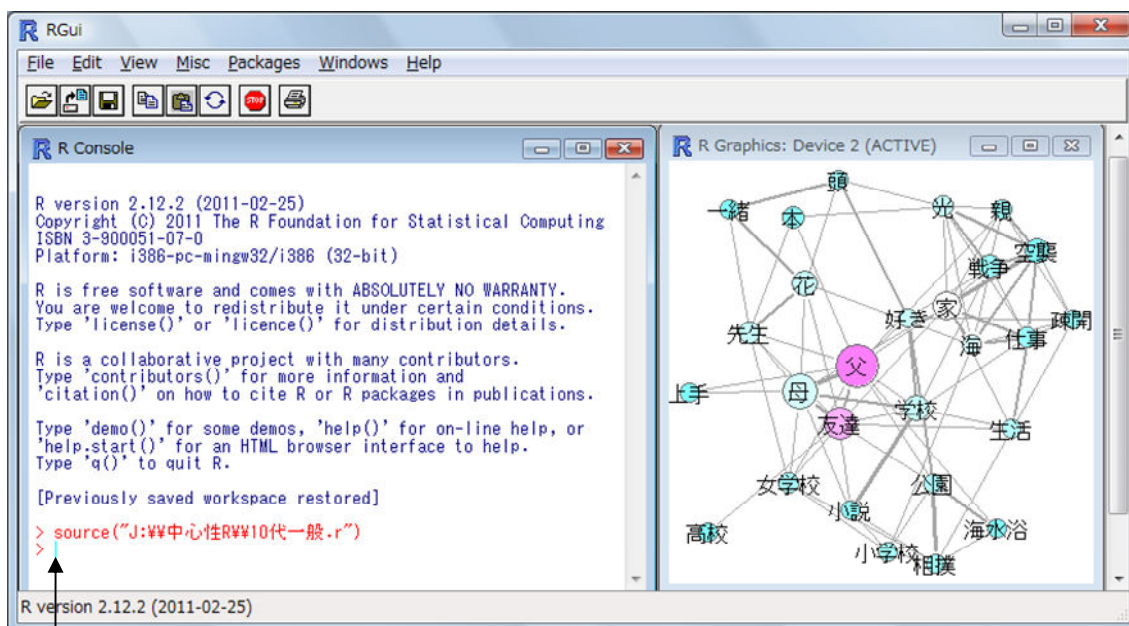 RGui
File Edit View Misc Packages Windows Help
STOP
R Console
R version 2.12.2 (2011-02-25)
Copyright (C) 2011 The R Foundation for Statistical Computing
ISBN 3-900051-07-0
Platform: i386-pc-mingw32/i386 (32-bit)
R is free software and comes with ABSOLUTELY NO WARRANTY.
You are welcome to redistribute it under certain conditions.
Type 'license()' or 'licence()' for distribution details.
R is a collaborative project with many contributors.
Type 'contributors()' for more information and
'citation()' on how to cite R or R packages in publications.
Type 'demo()' for some demos, 'help()' for on-line help, or
'help.start()' for an HTML browser interface to help.
Type 'q()' to quit R.
[Previously saved workspace restored]
> source("J:¥¥中心性R¥¥10代一般.r")
>
R Graphics: Device 2 (ACTIVE)
頭
一緒
本
光
親
空襲
戦争
花
家
好き
疎開
先生
海
仕事
父
上手
母
学校
友達
生活
女学校
公園
小説
高校
海水浴
小学校
相撲
R version 2.12.2 (2011-02-25)